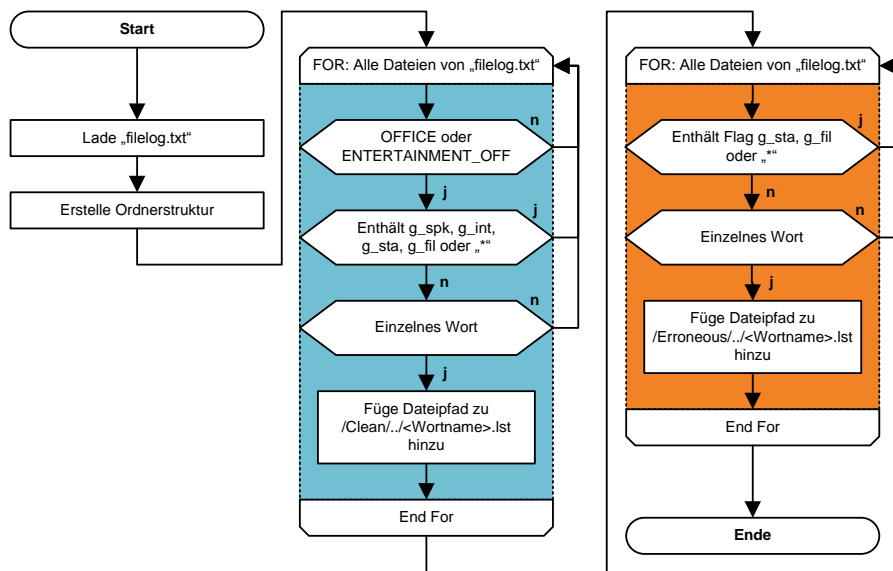 Start
Lade „filelog.txt“
Erstelle Ordnerstruktur
FOR: Alle Dateien von „filelog.txt“
n
OFFICE oder
ENTERTAINMENT_OFF
j
j
Enthält g_spk, g_int,
g_sta, g_fil oder „*“
n
n
Einzelnes Wort
j
Füge Dateipfad zu
/Clean/../<Wortname>.lst
hinzu
End For
FOR: Alle Dateien von „filelog.txt“
j
Enthält Flag g_sta, g_fil
oder „*“
n
n
Einzelnes Wort
j
Füge Dateipfad zu
/Erroneous/../<Wortname>.lst
hinzu
End For
Ende